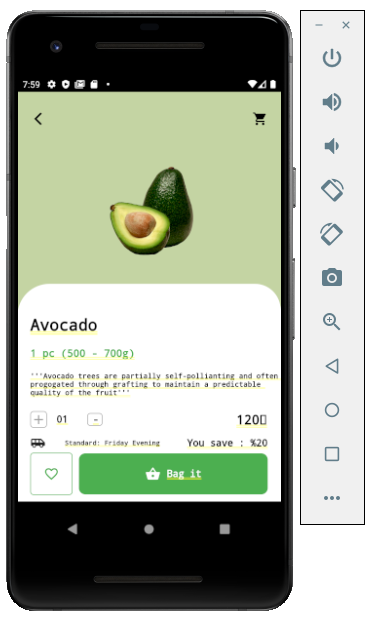 7:59
Avocado
1 pc (500 - 700g)
'''Avocado trees are partially self-pollianting and often
progogated through grafting to maintain a predictable
quality of the fruit'''
+ 01 - 120▯
Standard: Friday Evening You save : %20
Bag it